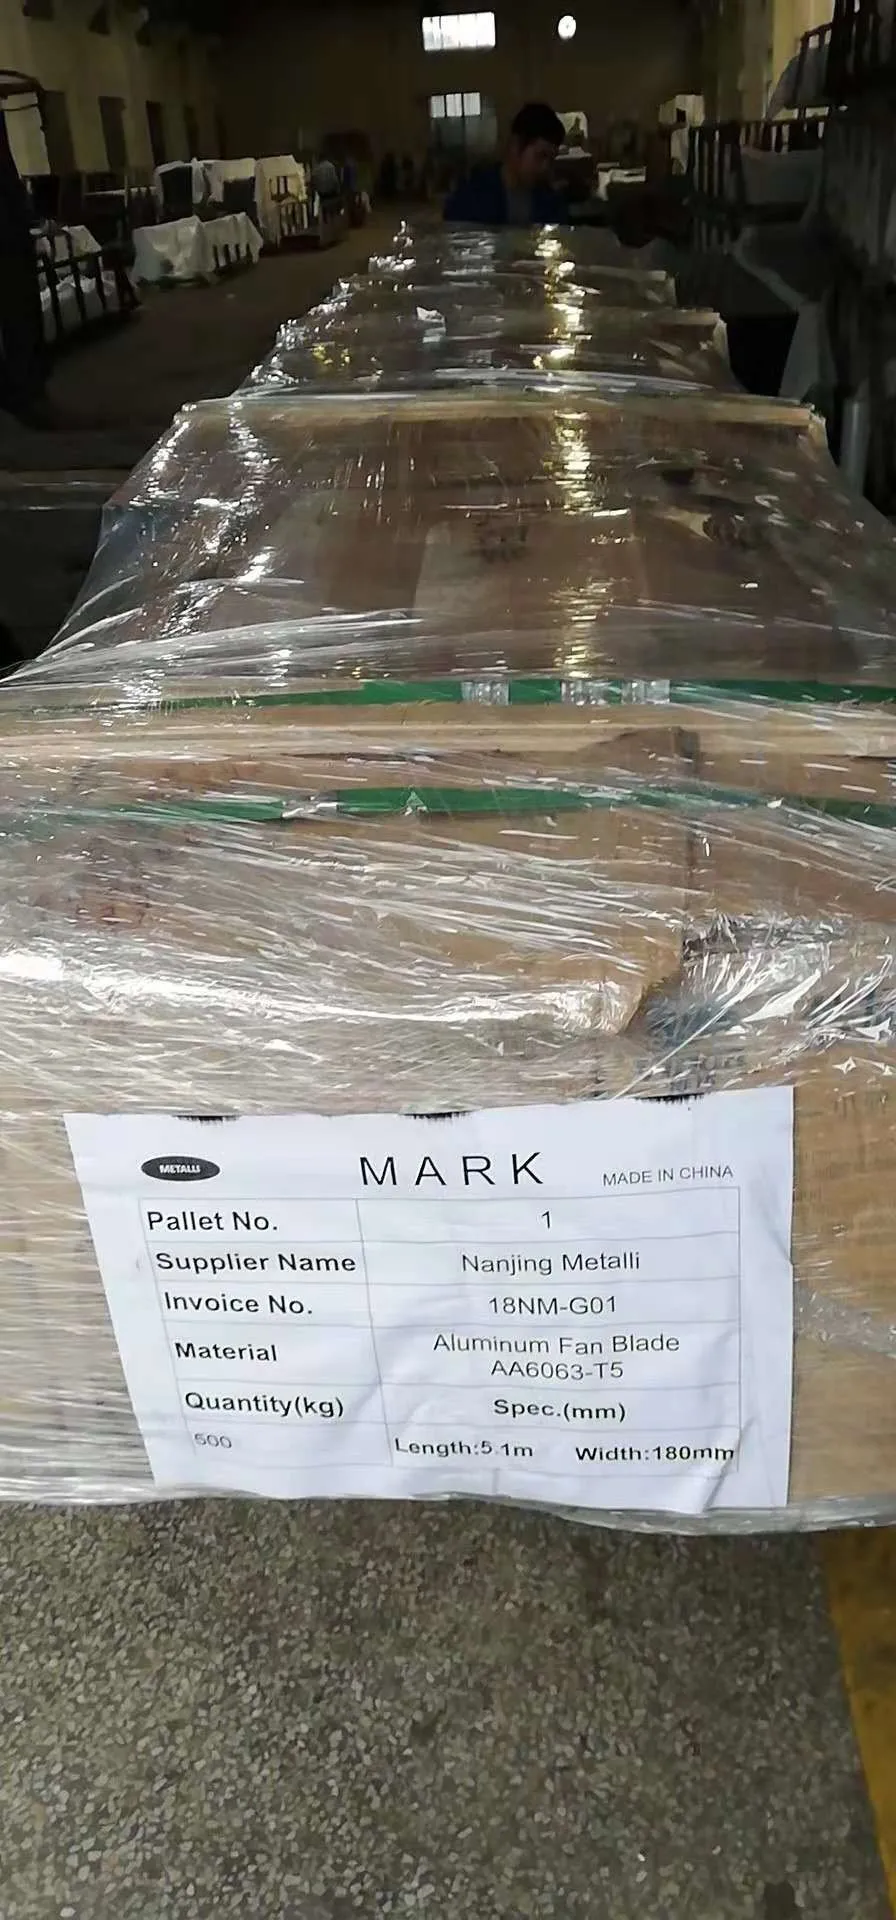 METALLI
MARK
MADE IN CHINA
Pallet No. 1
Supplier Name Nanjing Metalli
Invoice No. 18NM-G01
Material Aluminum Fan Blade
AA6063-T5
Quantity(kg) Spec.(mm)
500 Length:5.1m Width:180mm